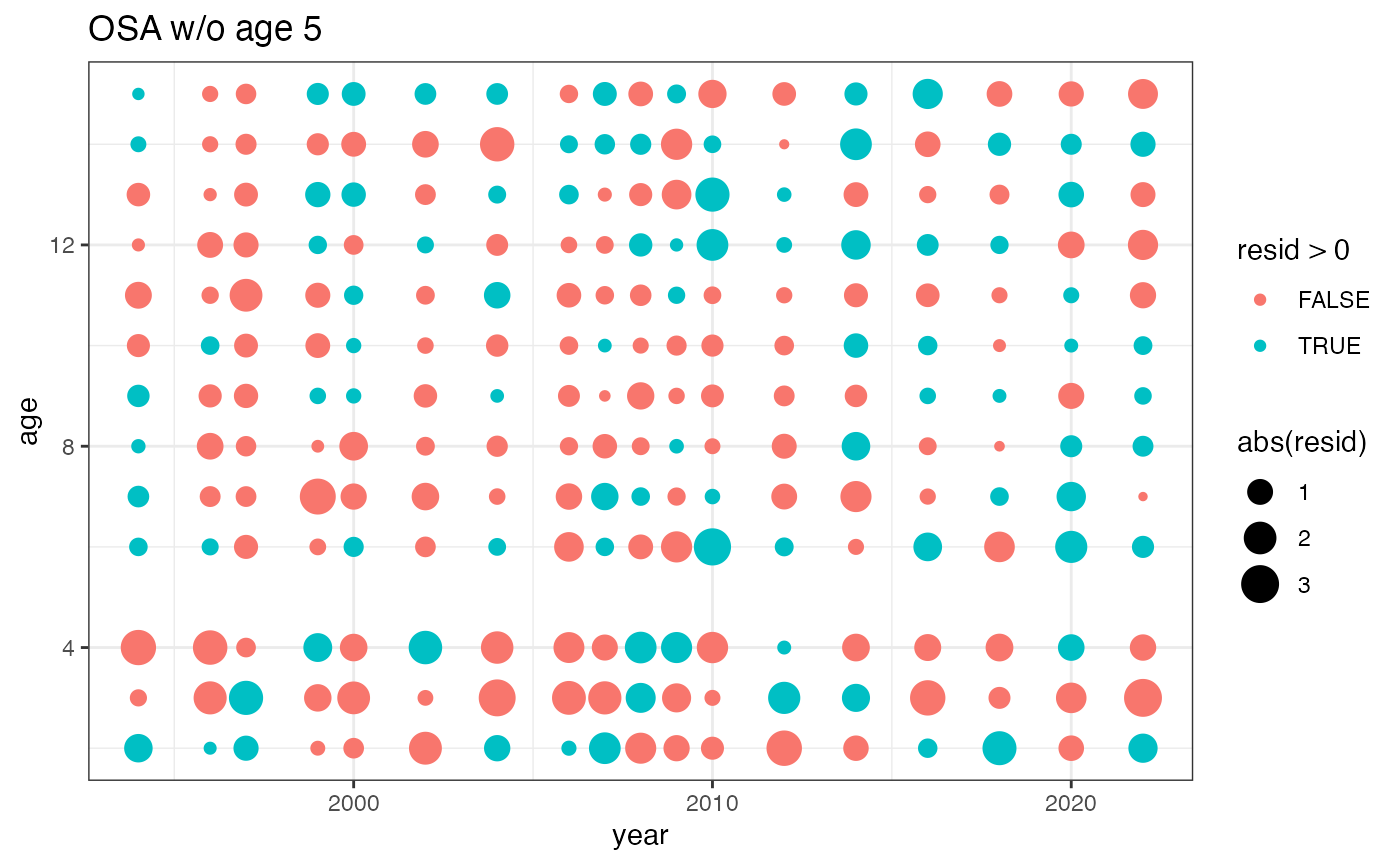 OSA w/o age 5
age
12
8
4
2000
2010
2020
year
resid > 0
FALSE
TRUE
abs(resid)
1
2
3